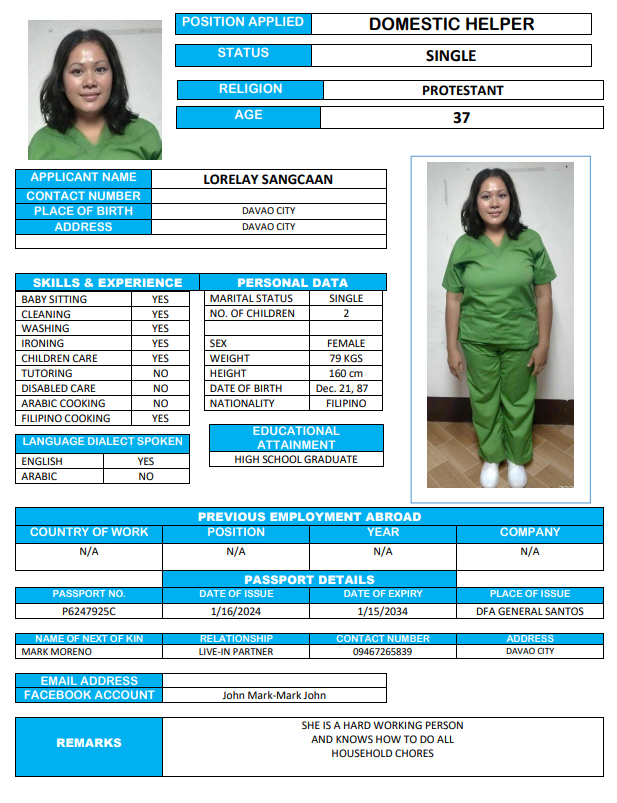 POSITION APPLIED DOMESTIC HELPER
STATUS SINGLE
RELIGION PROTESTANT
AGE 37
APPLICANT NAME LORELAY SANGCAAN
CONTACT NUMBER
PLACE OF BIRTH DAVAO CITY
ADDRESS DAVAO CITY
SKILLS & EXPERIENCE
BABY SITTING YES
CLEANING YES
WASHING YES
IRONING YES
CHILDREN CARE YES
TUTORING NO
DISABLED CARE NO
ARABIC COOKING NO
FILIPINO COOKING YES
PERSONAL DATA
MARITAL STATUS SINGLE
NO. OF CHILDREN 2
SEX FEMALE
WEIGHT 79 KGS
HEIGHT 160 cm
DATE OF BIRTH Dec. 21, 87
NATIONALITY FILIPINO
LANGUAGE DIALECT SPOKEN
ENGLISH YES
ARABIC NO
EDUCATIONAL
ATTAINMENT
HIGH SCHOOL GRADUATE
PREVIOUS EMPLOYMENT ABROAD
COUNTRY OF WORK POSITION YEAR COMPANY
N/A N/A N/A N/A
PASSPORT DETAILS
PASSPORT NO. DATE OF ISSUE DATE OF EXPIRY PLACE OF ISSUE
P6247925C 1/16/2024 1/15/2034 DFA GENERAL SANTOS
NAME OF NEXT OF KIN RELATIONSHIP CONTACT NUMBER ADDRESS
MARK MORENO LIVE-IN PARTNER 09467265839 DAVAO CITY
EMAIL ADDRESS
FACEBOOK ACCOUNT John Mark-Mark John
REMARKS
SHE IS A HARD WORKING PERSON
AND KNOWS HOW TO DO ALL
HOUSEHOLD CHORES